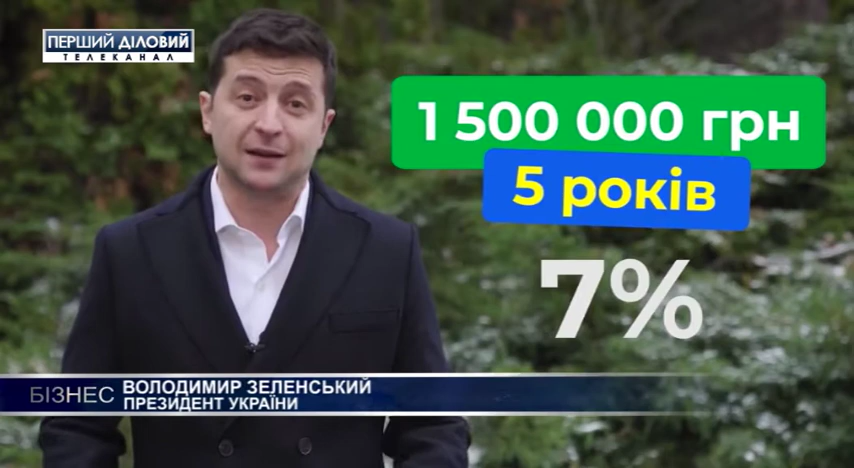 ПЕРШИЙ ДІЛОВИЙ
ТЕЛЕКАНАЛ
1 500 000 грн
5 років
7%
БІЗНЕС
ВОЛОДИМИР ЗЕЛЕНСЬКИЙ
ПРЕЗИДЕНТ УКРАЇНИ